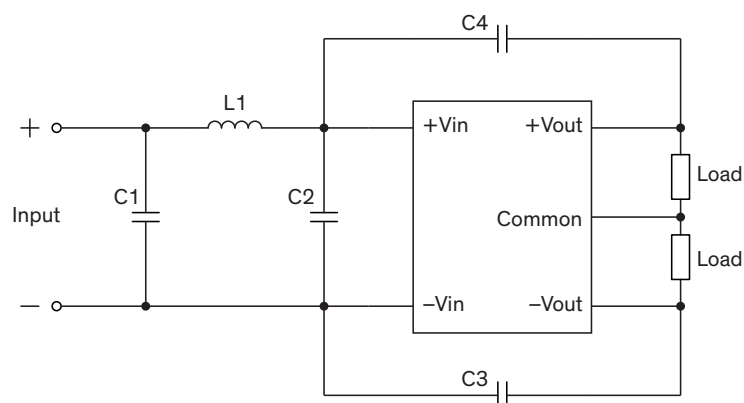 C4
L1
+
+Vin
+Vout
C1
C2
Load
Input
Common
Load
−
−Vin
−Vout
C3